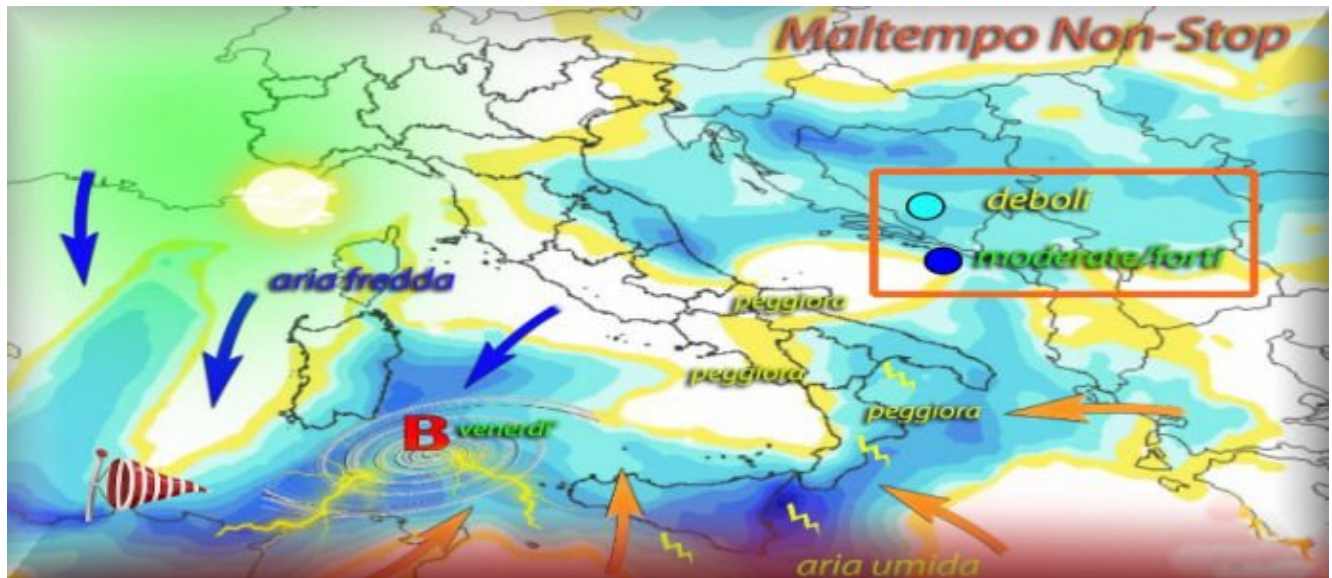 Maltempo Non-Stop
deboli
moderate/forti
aria fredda
peggiora
peggiora
peggiora
B venerdi'
aria umida